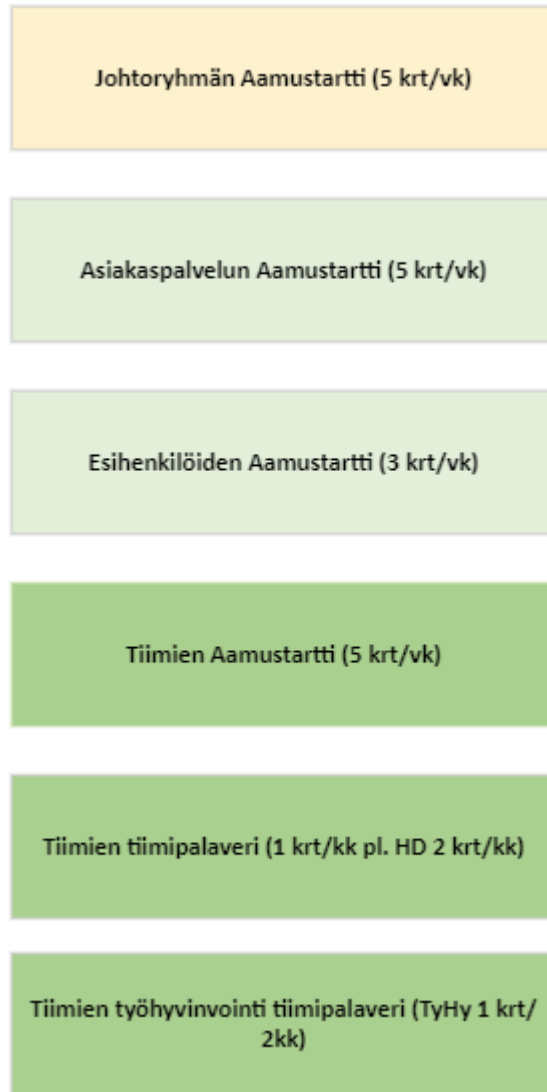 Johtoryhmän Aamustartti (5 krt/vk)
Asiakaspalvelun Aamustartti (5 krt/vk)
Esihenkilöiden Aamustartti (3 krt/vk)
Tiimien Aamustartti (5 krt/vk)
Tiimien tiimipalaveri (1 krt/kk pl. HD 2 krt/kk)
Tiimien työhyvinvointi tiimipalaveri (TyHy 1 krt/
2kk)